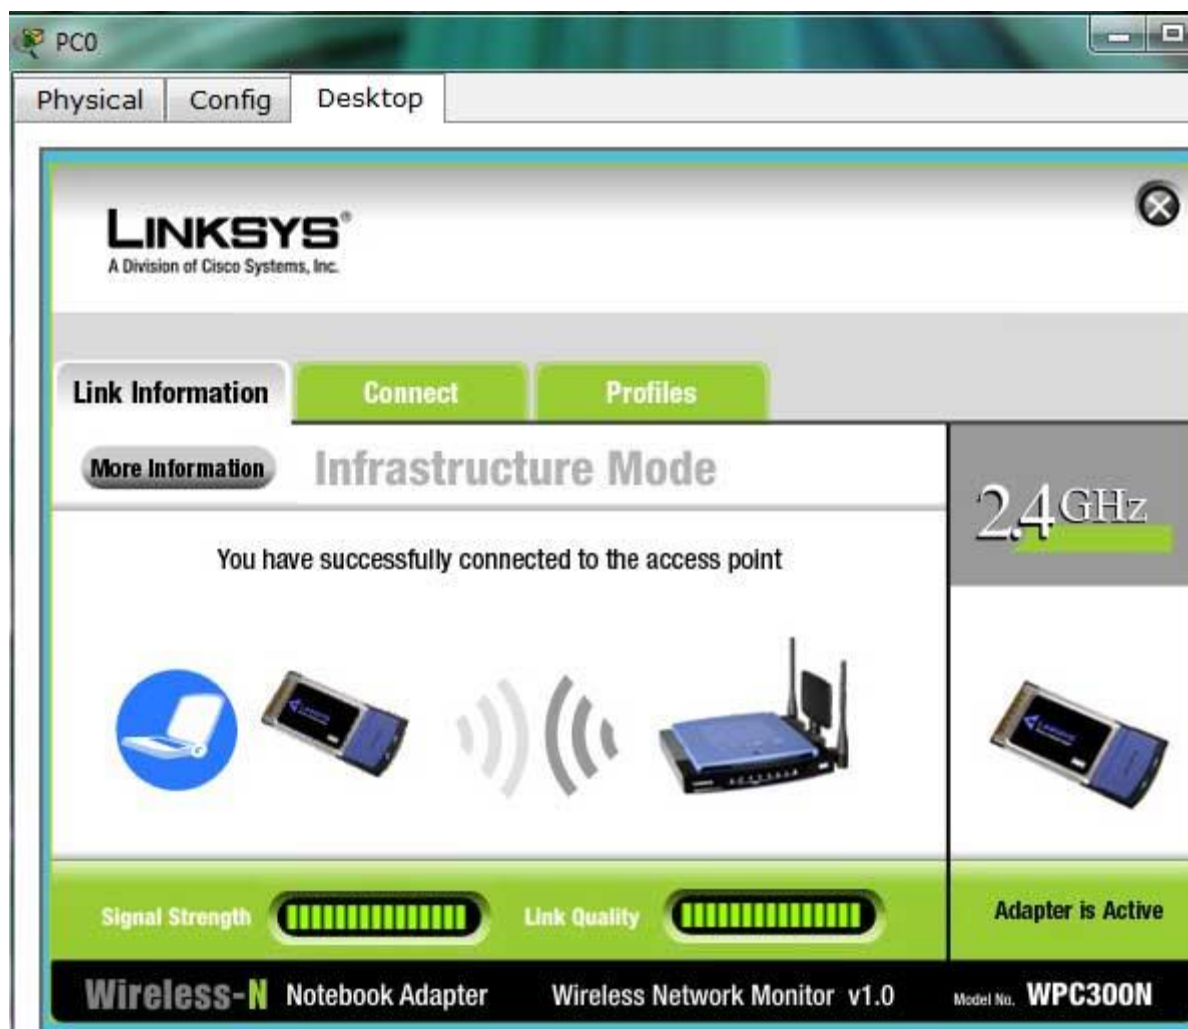 PC0
Physical Config Desktop
LINKSYS®
A Division of Cisco Systems, Inc.
Link Information Connect Profiles
More Information Infrastructure Mode
2.4GHz
You have successfully connected to the access point
Signal Strength Link Quality Adapter is Active
Wireless-N Notebook Adapter Wireless Network Monitor v1.0 Model No. WPC300N